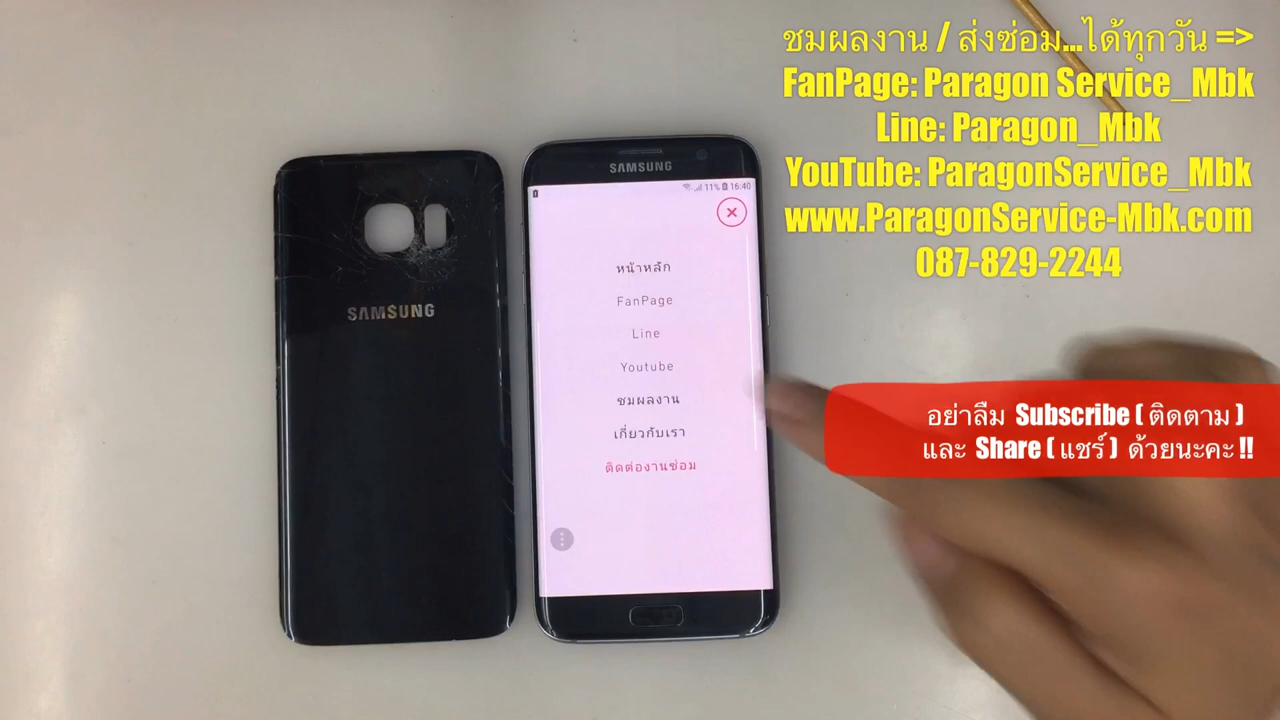 ชมผลงาน / ส่งซ่อม...ได้ทุกวัน =>
FanPage: Paragon Service_Mbk
Line: Paragon_Mbk
YouTube: ParagonService_Mbk
www.ParagonService-Mbk.com
087-829-2244
SAMSUNG
SAMSUNG
11% 16:40
หน้าหลัก
FanPage
Line
Youtube
ชมผลงาน
เกี่ยวกับเรา
ติดต่องานซ่อม
อย่าลืม Subscribe ( ติดตาม )
และ Share ( แชร์ ) ด้วยนะคะ !!